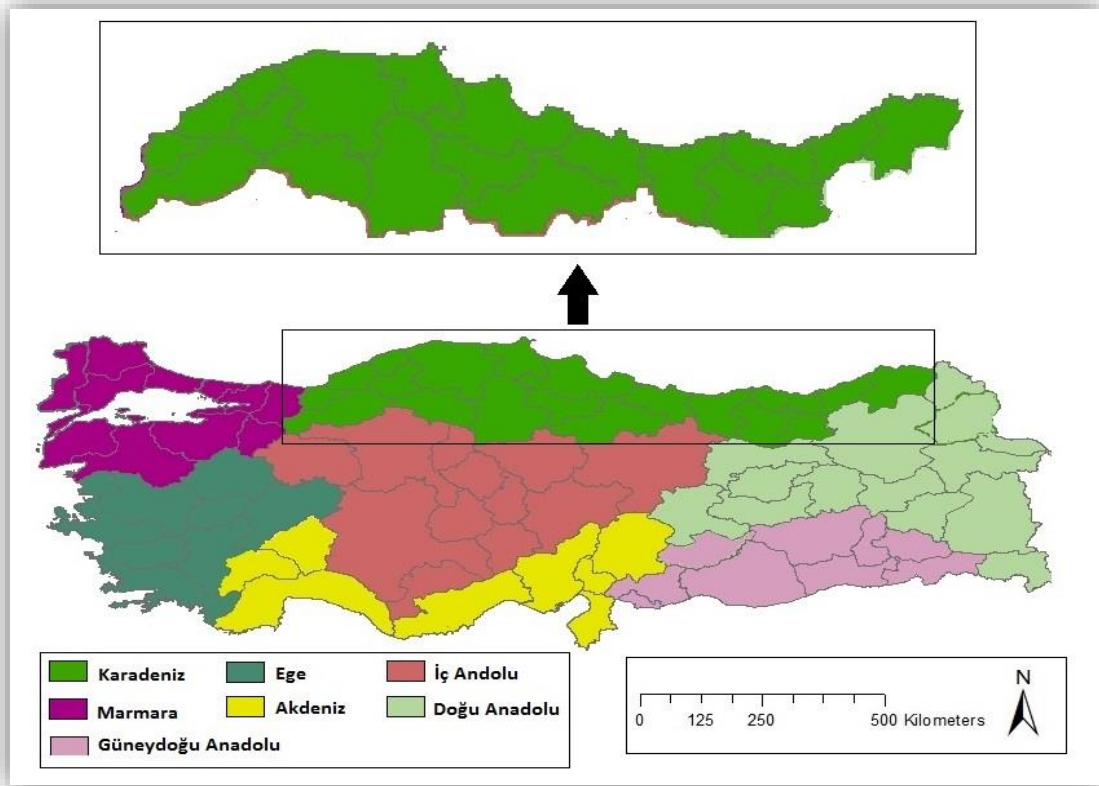 Karadeniz
Ege
İç Andolu
Marmara
Akdeniz
Doğu Anadolu
Güneydoğu Anadolu
N
0 125 250 500 Kilometers